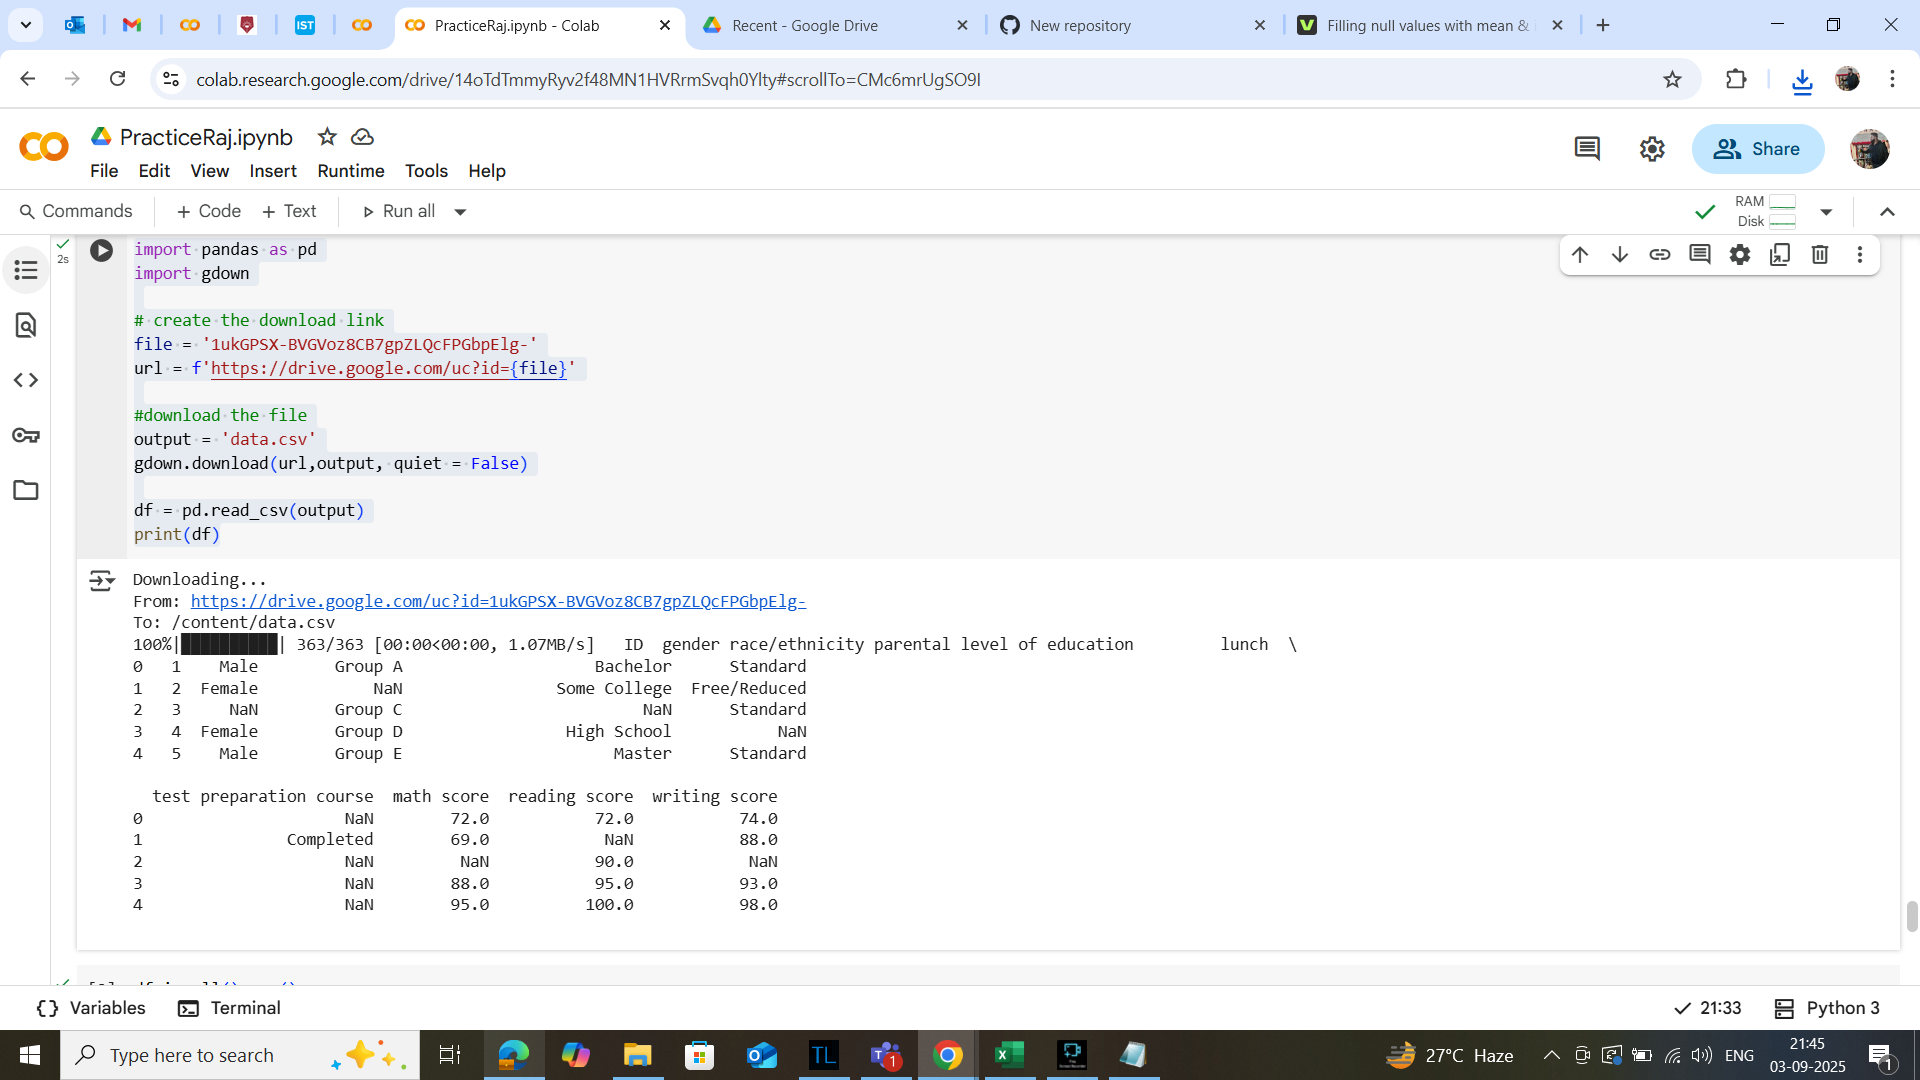 PracticeRaj.ipynb - Colab
Recent - Google Drive
New repository
Filling null values with mean &
colab.research.google.com/drive/14oTdTmmyRyv2f48MN1HVRrmSvqh0Ylty#scrollTo=CMc6mrUgSO9I
PracticeRaj.ipynb
File Edit View Insert Runtime Tools Help
Share
Commands + Code + Text Run all
RAM
Disk
2s
import pandas as pd
import gdown
# create the download link
file = '1ukGPSX-BVGVoz8CB7gpZLQcFPGbpElg-'
url = f'https://drive.google.com/uc?id={file}'
#download the file
output = 'data.csv'
gdown.download(url,output, quiet = False)
df = pd.read_csv(output)
print(df)
Downloading...
From: https://drive.google.com/uc?id=1ukGPSX-BVGVoz8CB7gpZLQcFPGbpElg-
To: /content/data.csv
100%|██████████| 363/363 [00:00<00:00, 1.07MB/s]   ID  gender race/ethnicity parental level of education         lunch  \
0   1    Male        Group A                    Bachelor      Standard
1   2  Female            NaN                Some College  Free/Reduced
2   3     NaN        Group C                         NaN      Standard
3   4  Female        Group D                 High School           NaN
4   5    Male        Group E                      Master      Standard
  test preparation course  math score  reading score  writing score
0                     NaN        72.0           72.0           74.0
1               Completed        69.0            NaN           88.0
2                     NaN         NaN           90.0            NaN
3                     NaN        88.0           95.0           93.0
4                     NaN        95.0          100.0           98.0
Variables Terminal
21:33 Python 3
Type here to search
TL
1
27°C Haze
ENG
21:45
03-09-2025
1